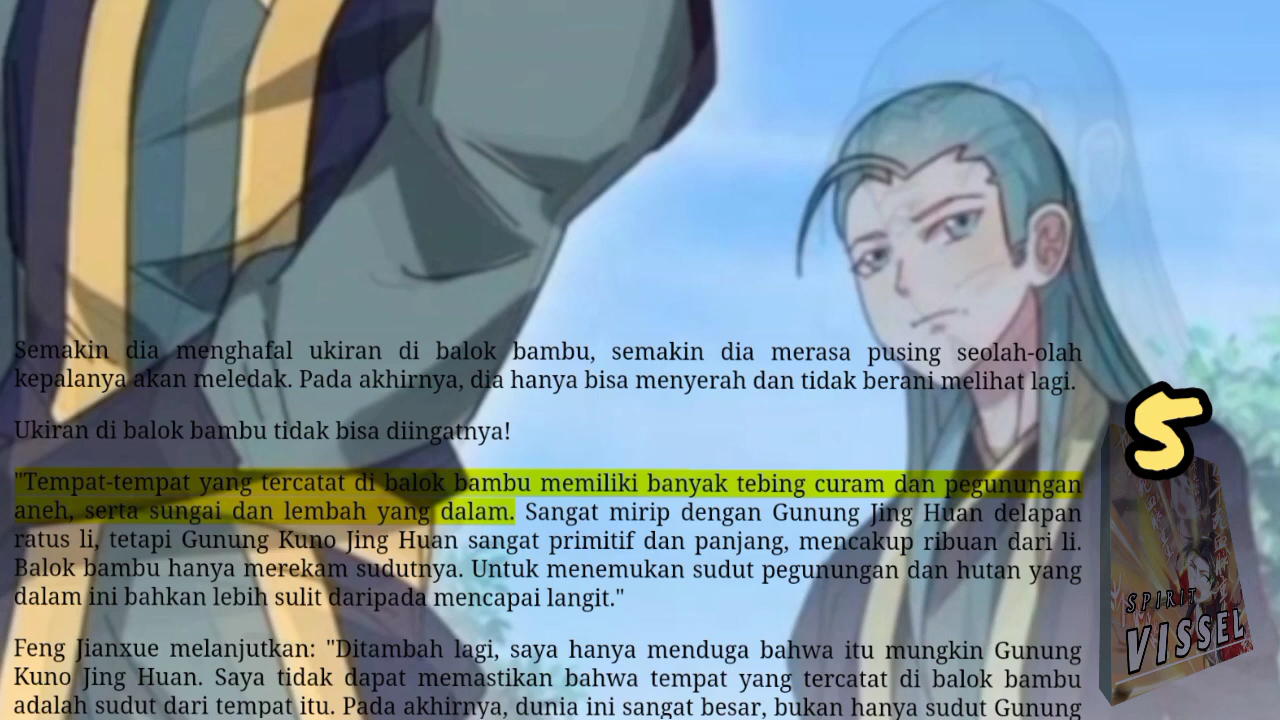 Semakin dia menghafal ukiran di balok bambu, semakin dia merasa pusing seolah-olah
kepalanya akan meledak. Pada akhirnya, dia hanya bisa menyerah dan tidak berani melihat lagi.
Ukiran di balok bambu tidak bisa diingatnya!
"Tempat-tempat yang tercatat di balok bambu memiliki banyak tebing curam dan pegunungan
aneh, serta sungai dan lembah yang dalam. Sangat mirip dengan Gunung Jing Huan delapan
ratus li, tetapi Gunung Kuno Jing Huan sangat primitif dan panjang, mencakup ribuan dari li.
Balok bambu hanya merekam sudutnya. Untuk menemukan sudut pegunungan dan hutan yang
dalam ini bahkan lebih sulit daripada mencapai langit."
Feng Jianxue melanjutkan: "Ditambah lagi, saya hanya menduga bahwa itu mungkin Gunung
Kuno Jing Huan. Saya tidak dapat memastikan bahwa tempat yang tercatat di balok bambu
adalah sudut dari tempat itu. Pada akhirnya, dunia ini sangat besar, bukan hanya sudut Gunung
S
SPIRIT
VISSEL